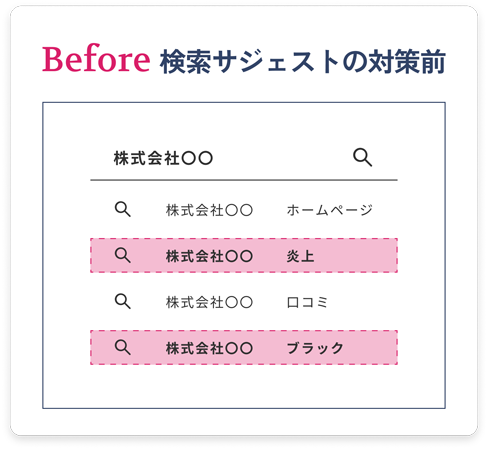 Before 検索サジェストの対策前
株式会社〇〇
株式会社〇〇 ホームページ
株式会社〇〇 炎上
株式会社〇〇 口コミ
株式会社〇〇 ブラック